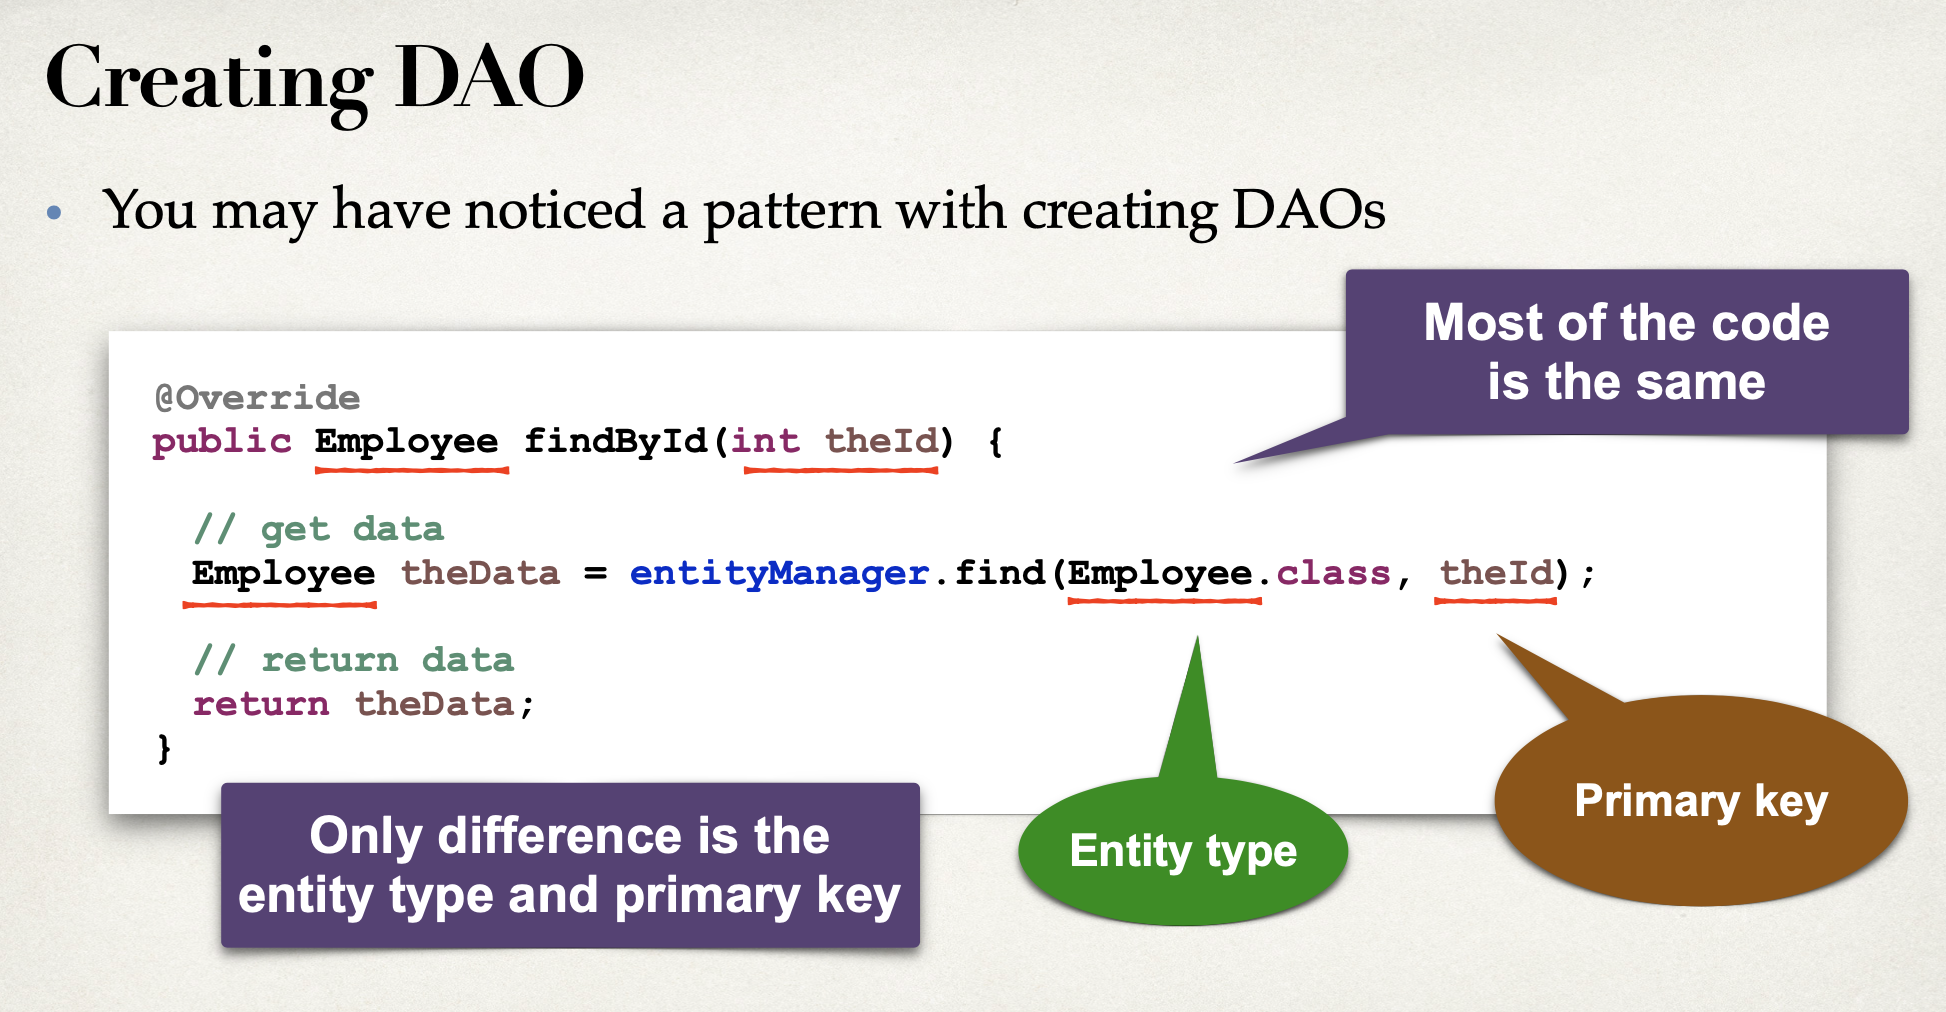 Creating DAO
• You may have noticed a pattern with creating DAOs
Most of the code
is the same
@Override
public Employee findById(int theId) {
// get data
Employee theData = entityManager.find(Employee.class, theId);
// return data
return theData;
}
Only difference is the
entity type and primary key
Entity type
Primary key